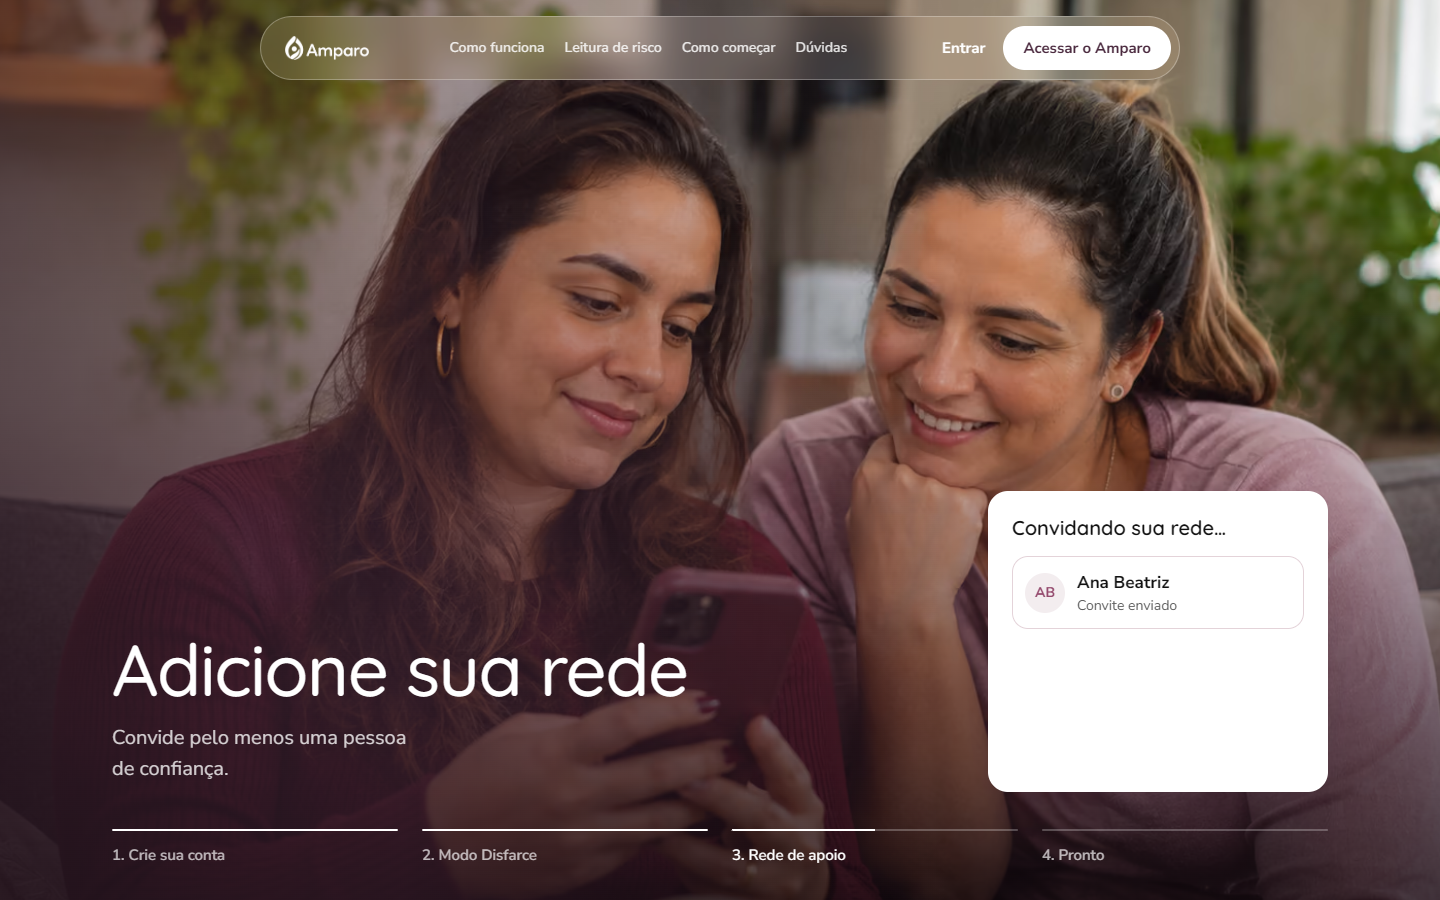 Amparo
Como funciona
Leitura de risco
Como começar
Dúvidas
Entrar
Acessar o Amparo
Convidando sua rede...
AB
Ana Beatriz
Convite enviado
Adicione sua rede
Convide pelo menos uma pessoa
de confiança.
1. Crie sua conta
2. Modo Disfarce
3. Rede de apoio
4. Pronto